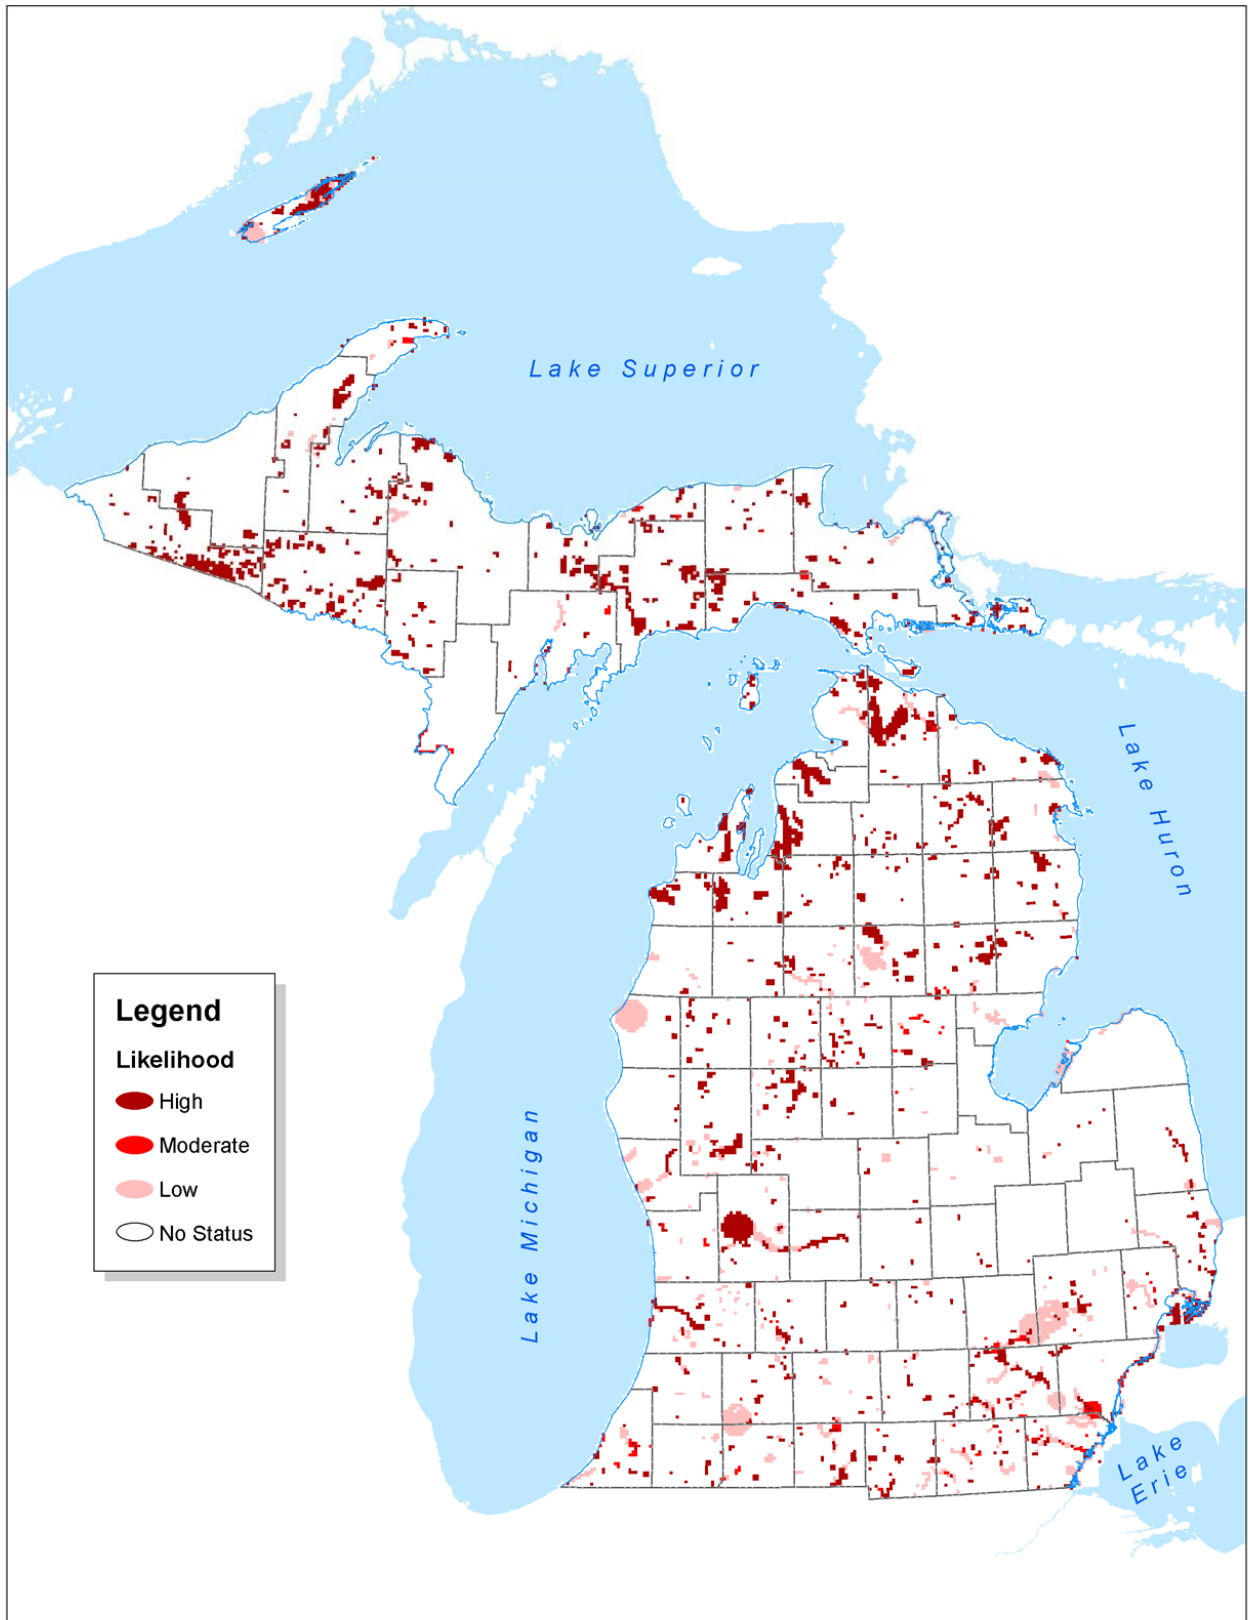 Lake Superior
Lake Huron
Legend
Likelihood
High
Moderate
Low
No Status
Lake Michigan
Lake
Erie